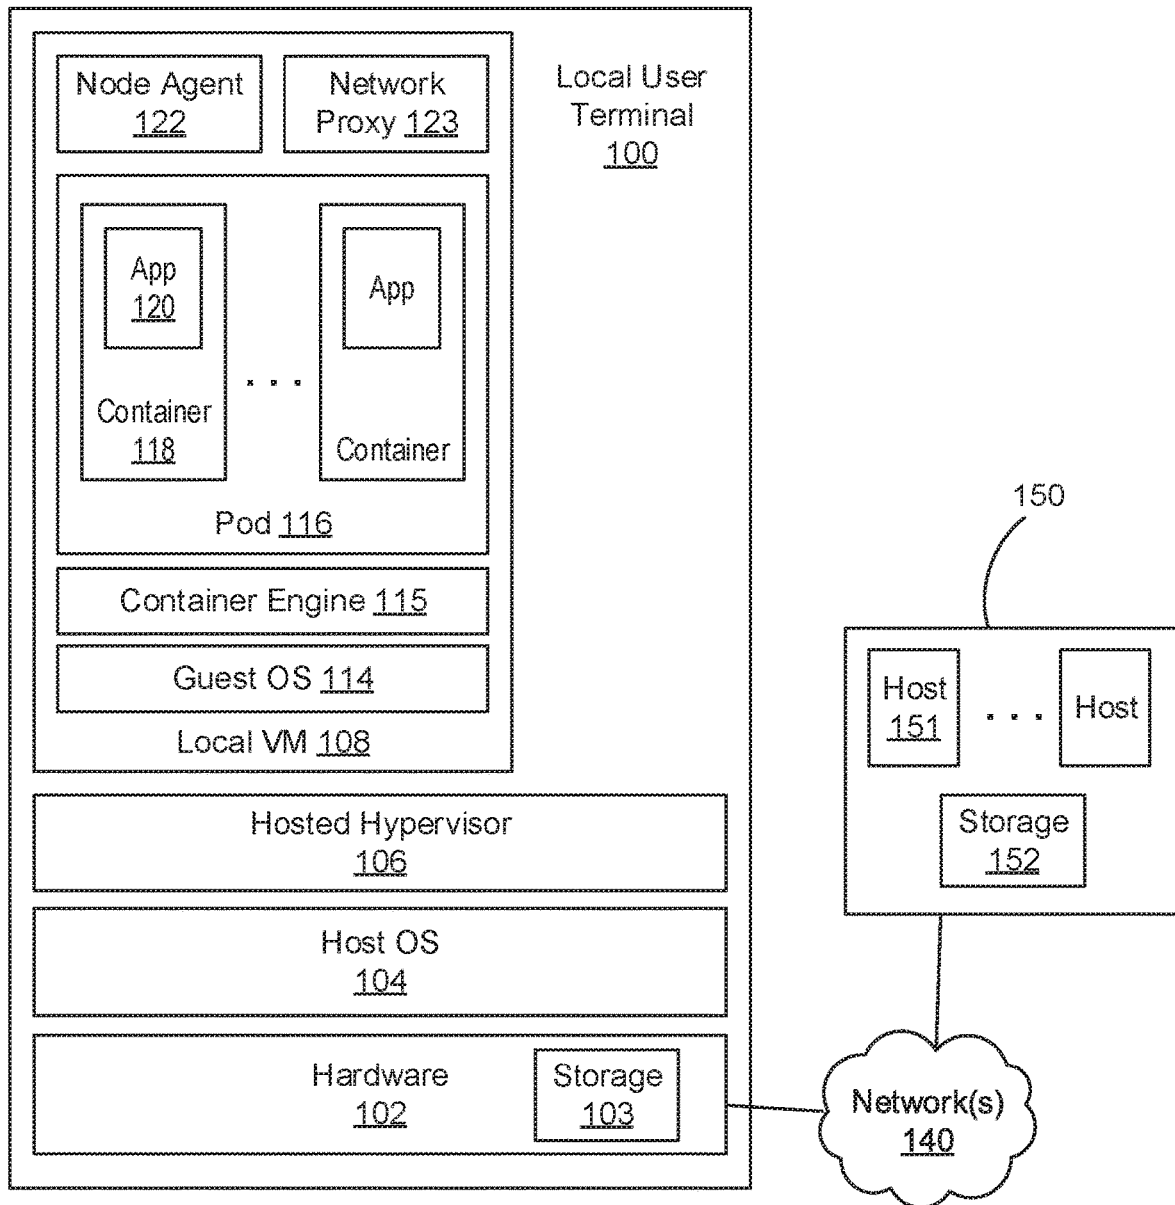 Node Agent
122
Network
Proxy 123
Local User
Terminal
100
App
120
Container
118
. . .
App
Container
Pod 116
Container Engine 115
Guest OS 114
Local VM 108
Hosted Hypervisor
106
Host OS
104
Hardware
102
Storage
103
150
Host
151
. . .
Host
Storage
152
Network(s)
140